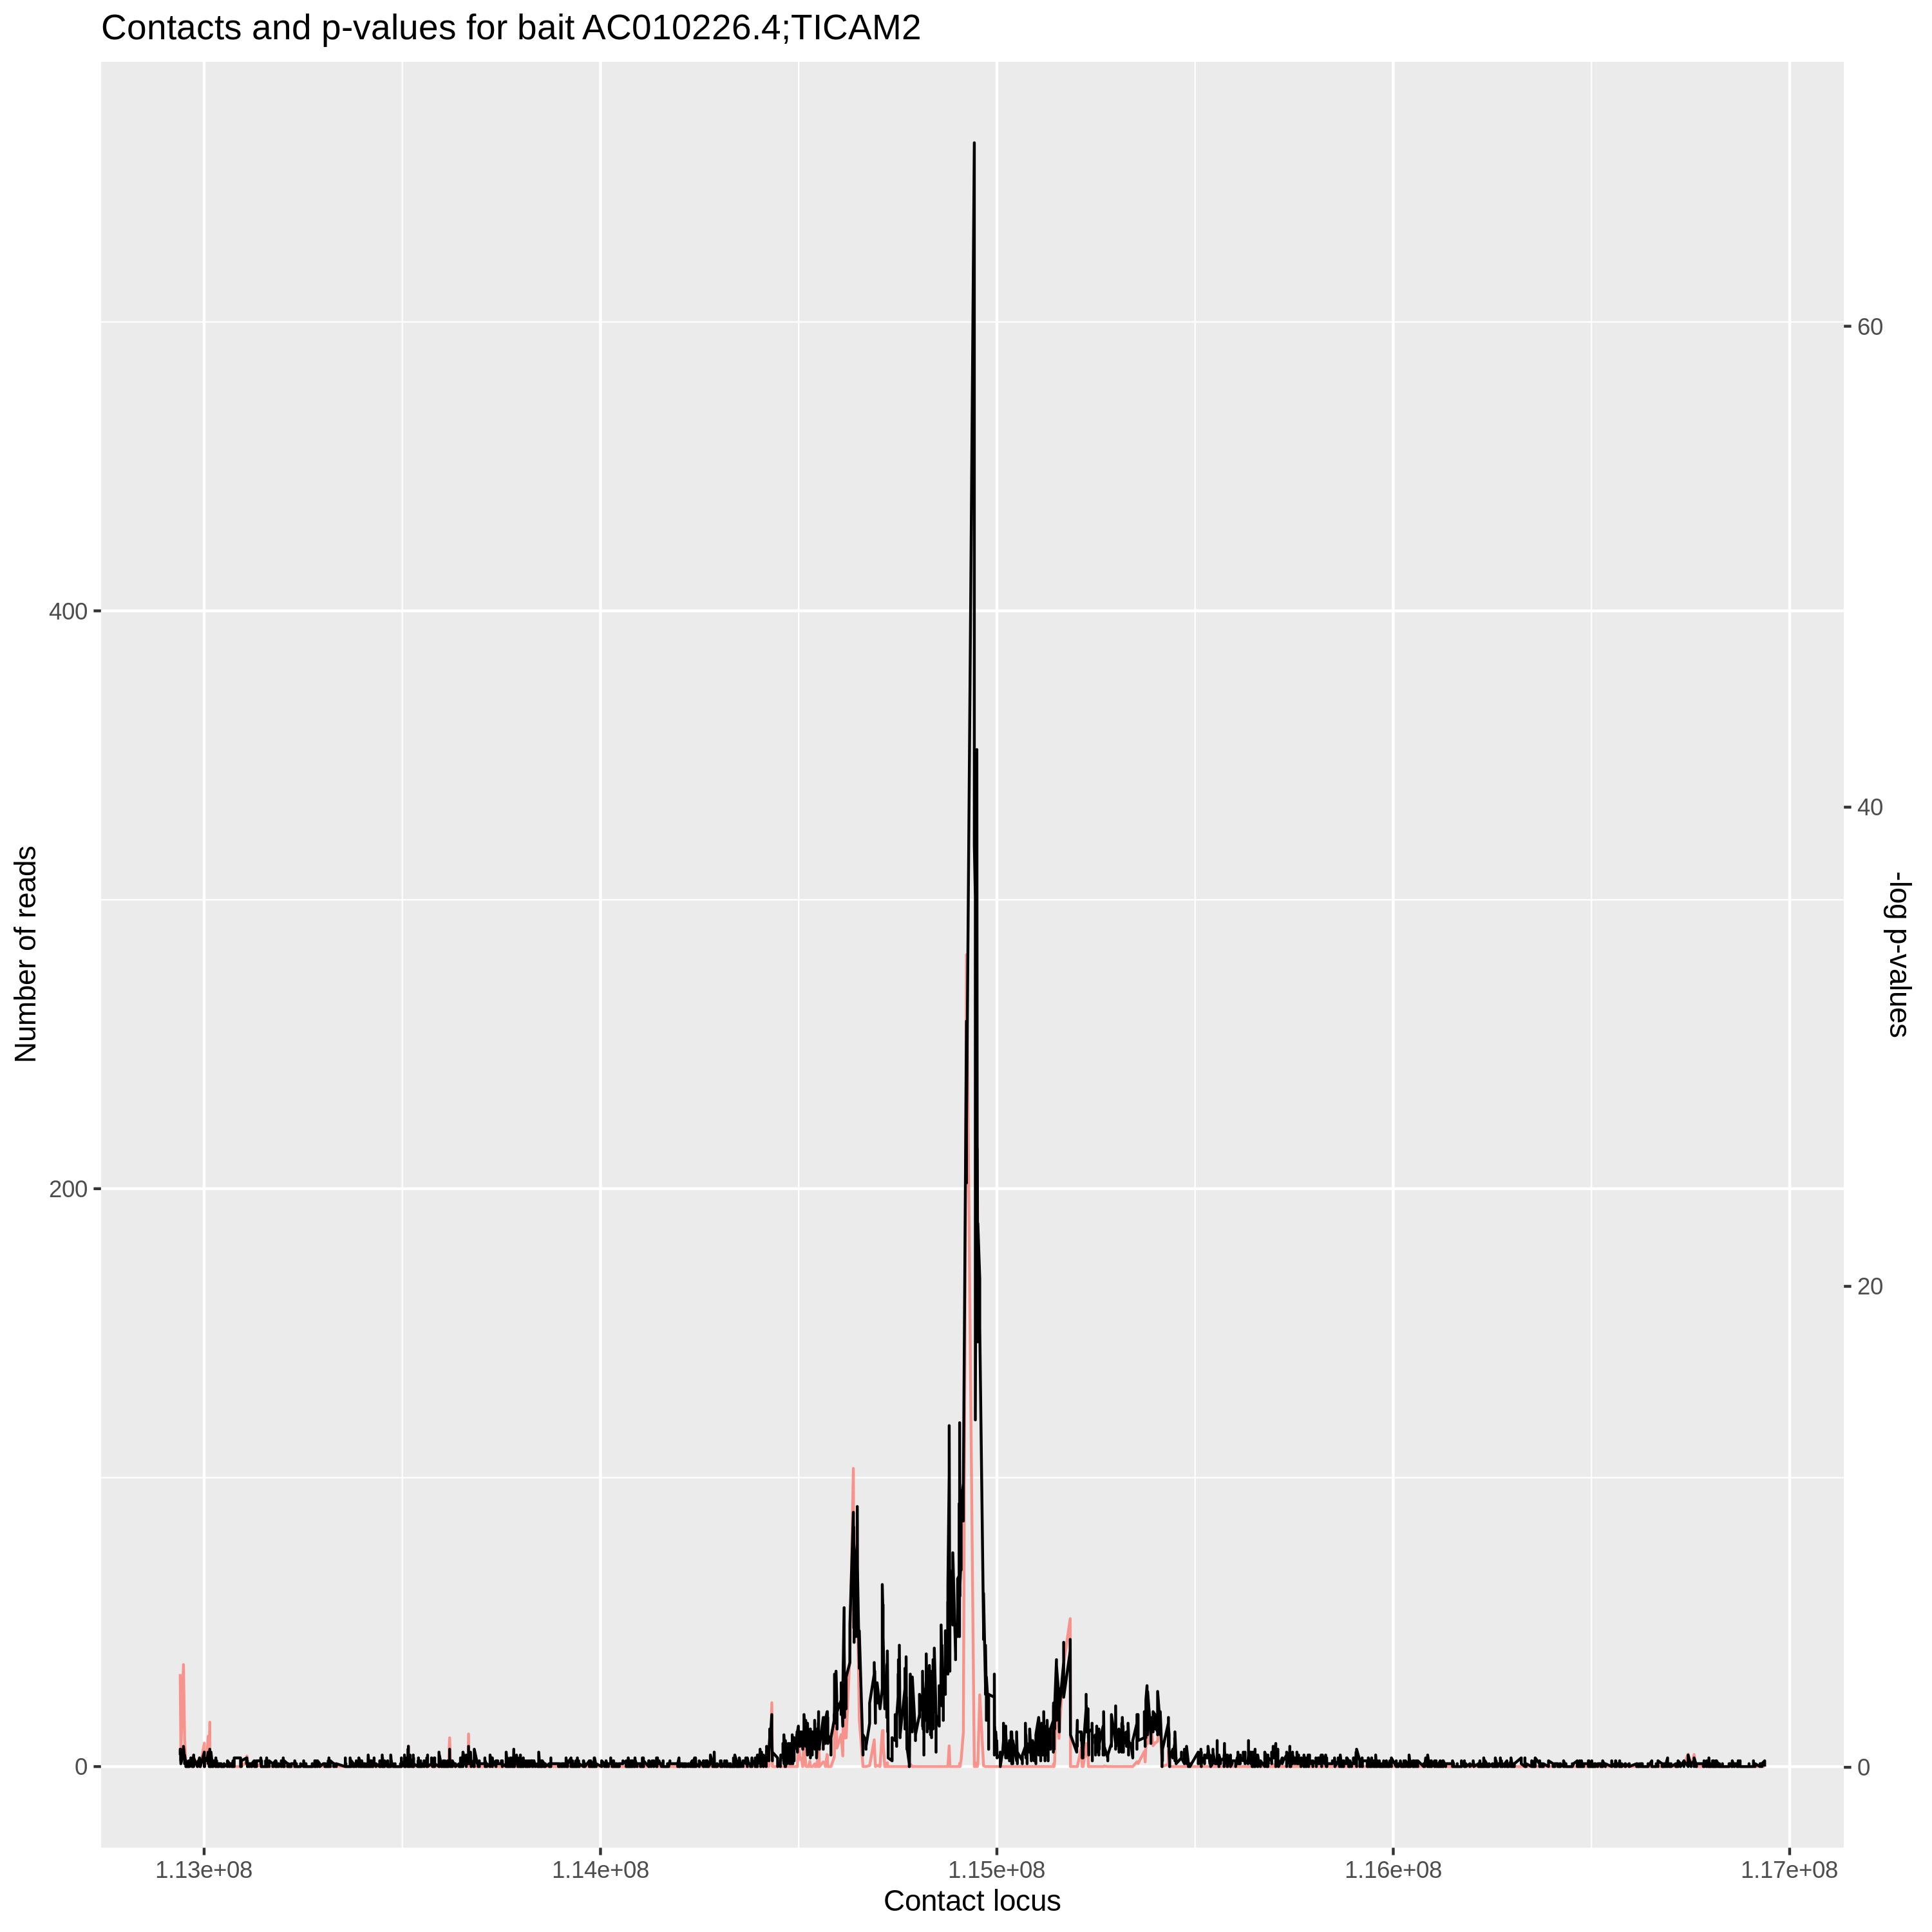 Contacts and p-values for bait AC010226.4;TICAM2
Number of reads
400
200
0
60
40
20
0
-log p-values
1.13e+08
1.14e+08
1.15e+08
1.16e+08
1.17e+08
Contact locus